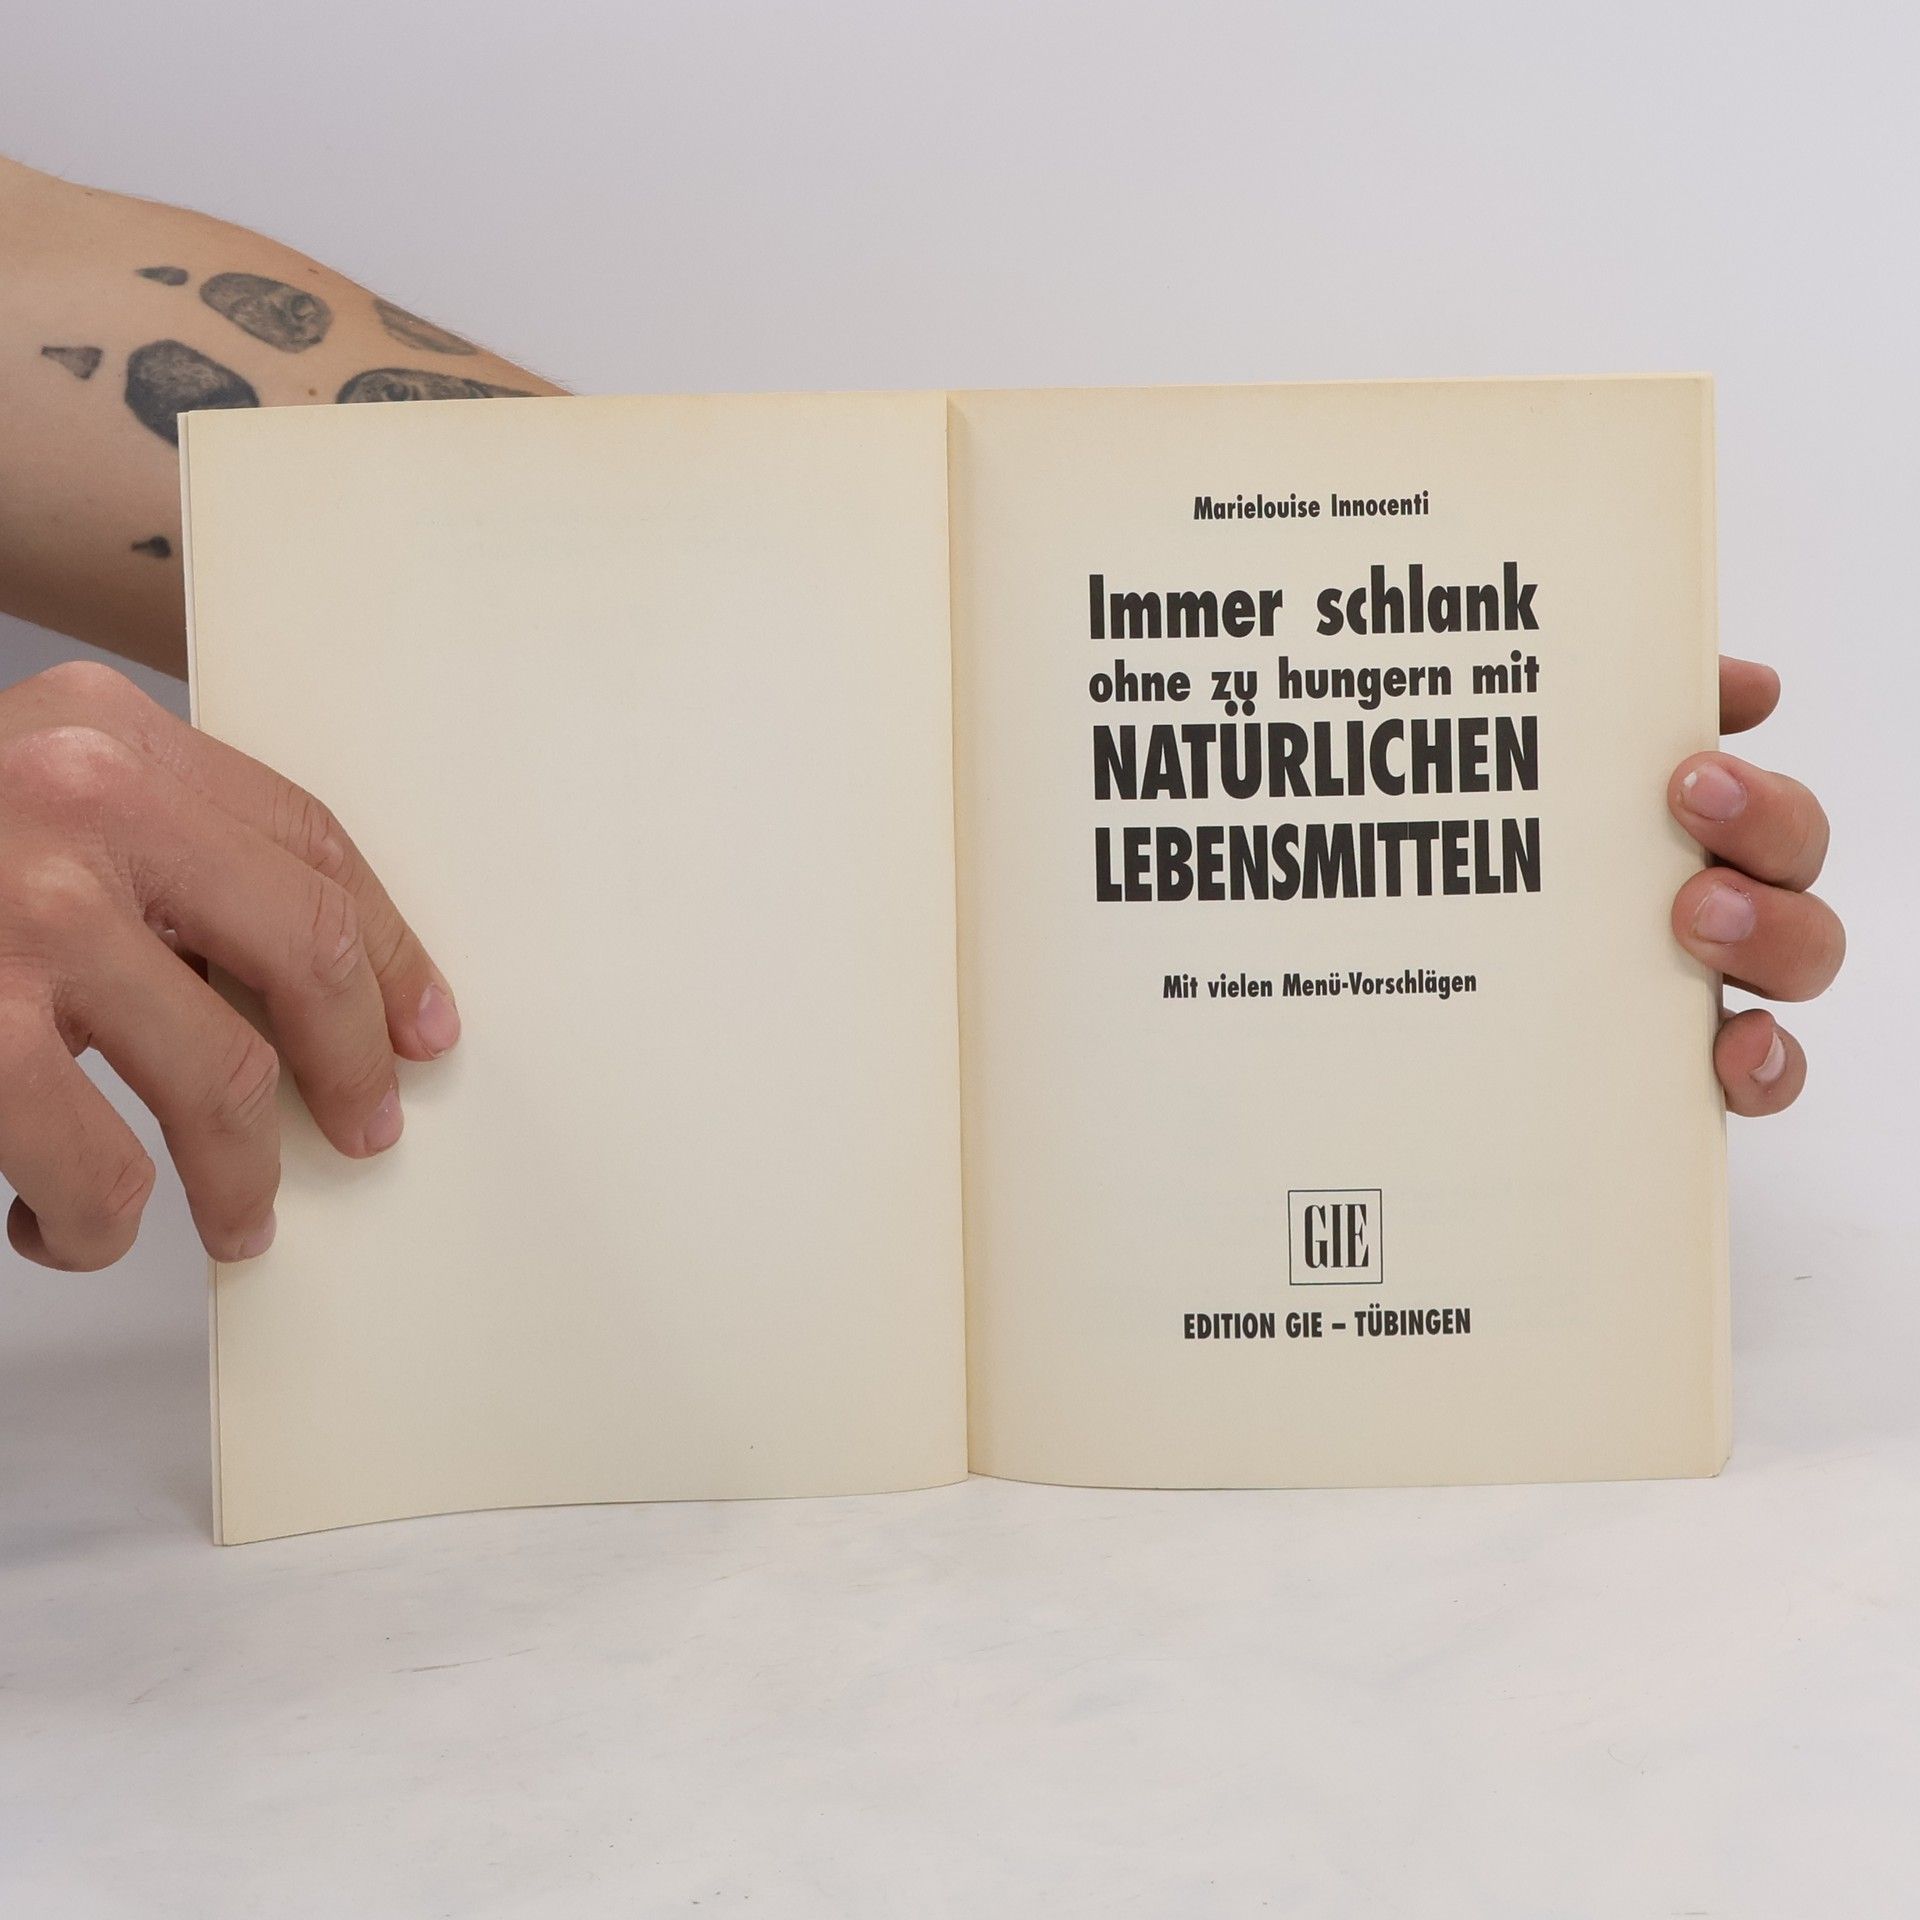 Marielouise Innocenti
Immer schlank
ohne zu hungern mit
NATÜRLICHEN
LEBENSMITTELN
Mit vielen Menü-Vorschlägen
GIE
EDITION GIE – TÜBINGEN